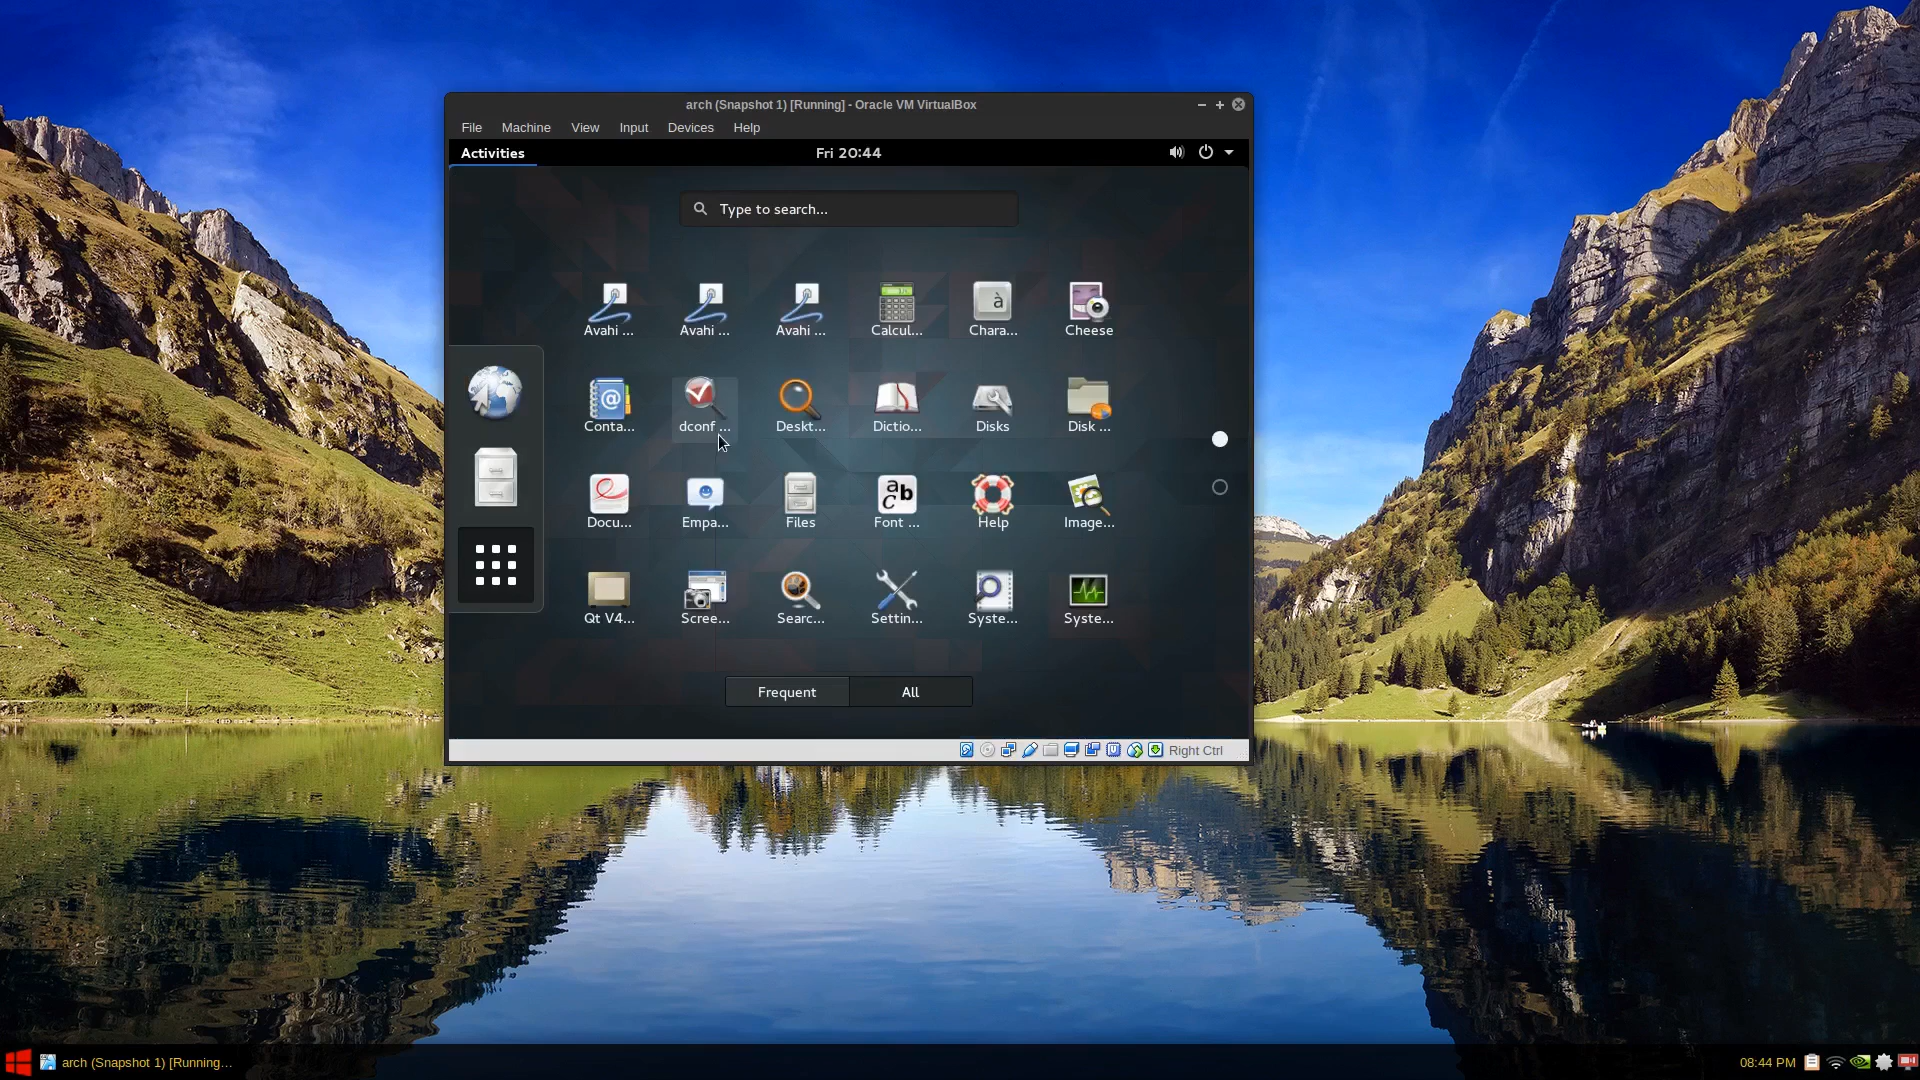 arch (Snapshot 1) [Running] - Oracle VM VirtualBox
File Machine View Input Devices Help
Activities Fri 20:44
Type to search...
Avahi ... Avahi ... Avahi ... Calcul... Chara... Cheese
Conta... dconf ... Deskt... Dictio... Disks Disk ...
Docu... Empa... Files Font ... Help Image...
Qt V4... Scree... Searc... Settin... Syste... Syste...
Frequent All
Right Ctrl
arch (Snapshot 1) [Running... 08:44 PM